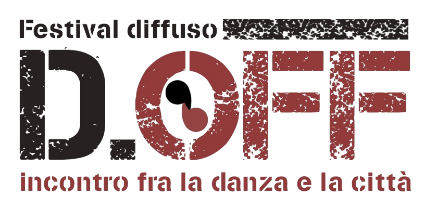 Festival diffuso
D.OFF
incontro fra la danza e la città